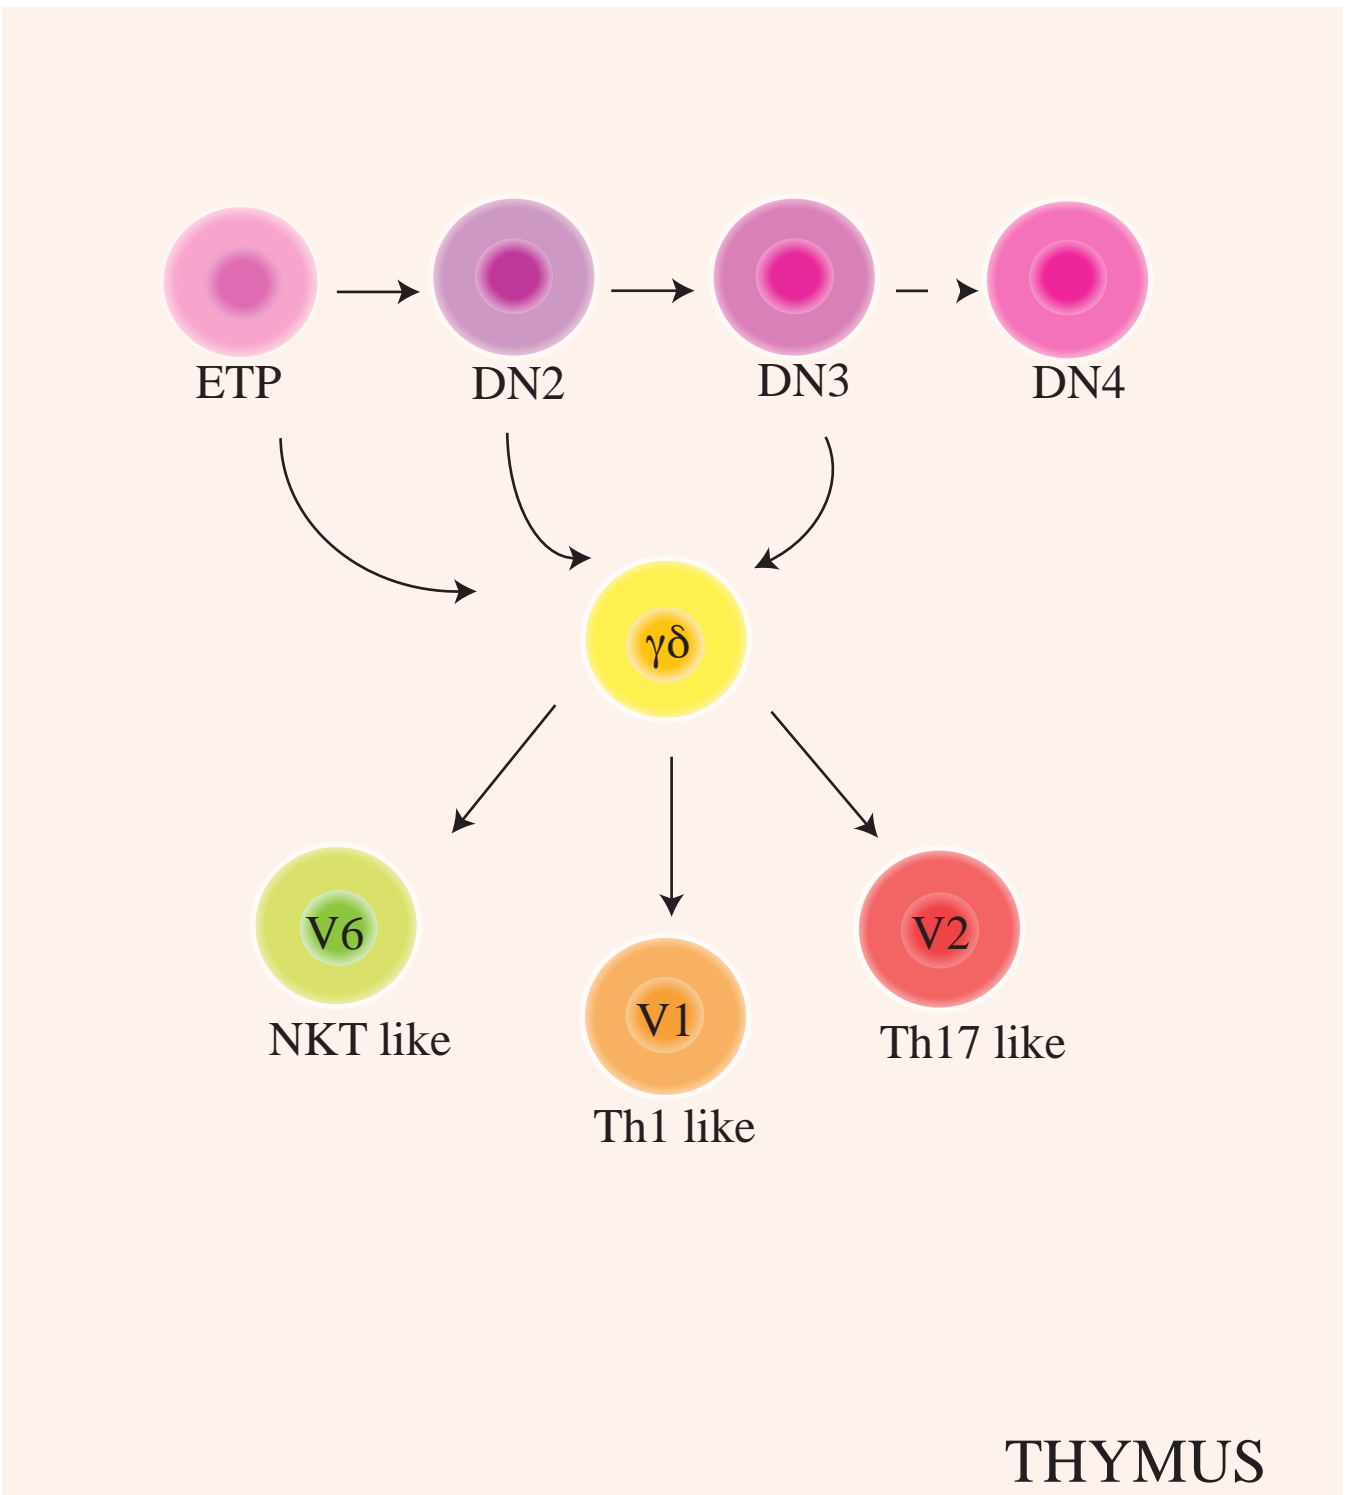 ETP
DN2
DN3
DN4
γδ
V6
V1
V2
NKT like
Th1 like
Th17 like
THYMUS